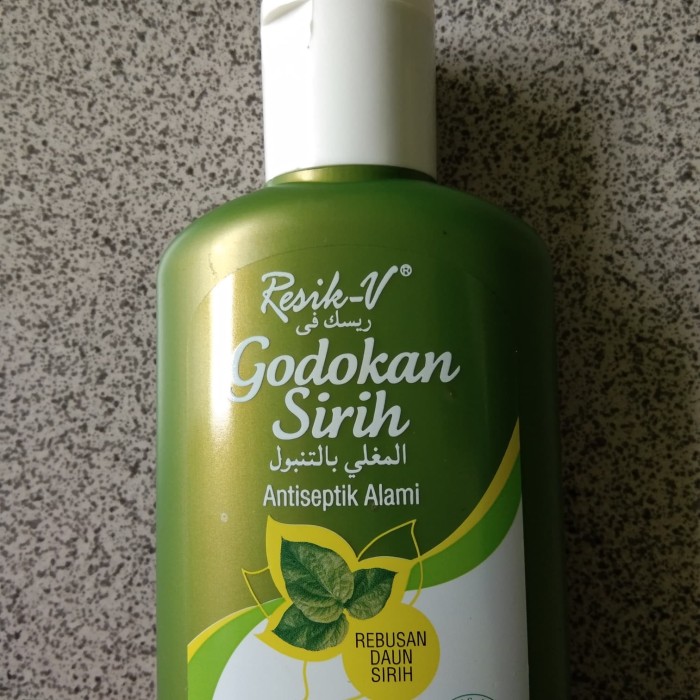 Resik-V®
ريسك فى
Godokan
Sirih
المغلي بالتنبول
Antiseptik Alami
REBUSAN
DAUN
SIRIH